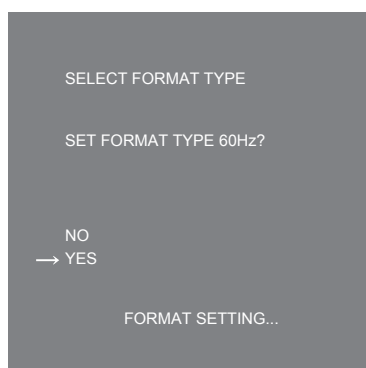 SELECT FORMAT TYPE
SET FORMAT TYPE 60Hz?
NO
→ YES
FORMAT SETTING...